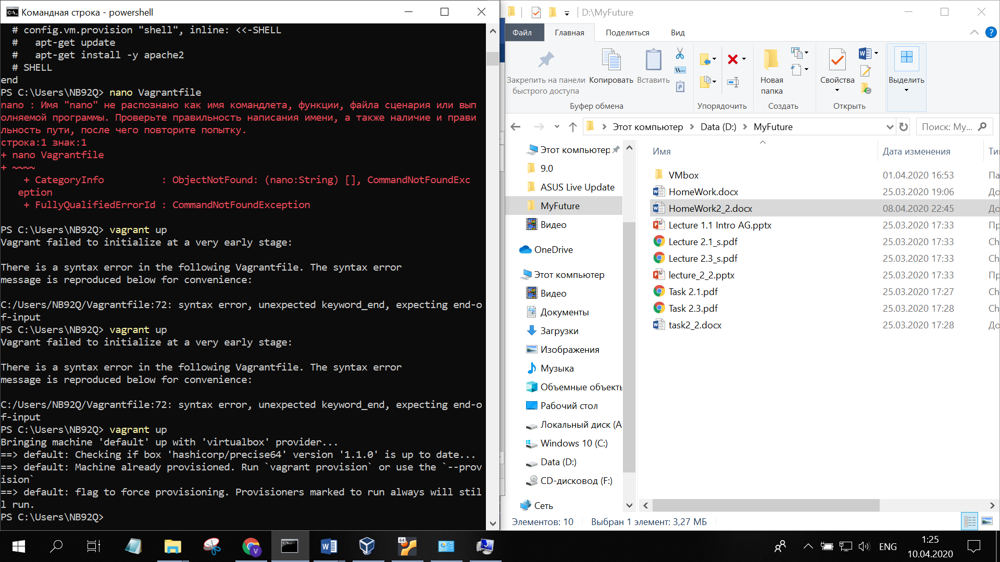 Командная строка - powershell
  # config.vm.provision "shell", inline: <<-SHELL
  #   apt-get update
  #   apt-get install -y apache2
  # SHELL
end
PS C:\Users\NB92Q> nano Vagrantfile
nano : Имя "nano" не распознано как имя командлета, функции, файла сценария или вып
олняемой программы. Проверьте правильность написания имени, а также наличие и прави
льность пути, после чего повторите попытку.
строка:1 знак:1
+ nano Vagrantfile
+ ~~~~
    + CategoryInfo          : ObjectNotFound: (nano:String) [], CommandNotFoundExc
   eption
    + FullyQualifiedErrorId : CommandNotFoundException
PS C:\Users\NB92Q> vagrant up
Vagrant failed to initialize at a very early stage:
There is a syntax error in the following Vagrantfile. The syntax error
message is reproduced below for convenience:
C:/Users/NB92Q/Vagrantfile:72: syntax error, unexpected keyword_end, expecting end-o
f-input
PS C:\Users\NB92Q> vagrant up
Vagrant failed to initialize at a very early stage:
There is a syntax error in the following Vagrantfile. The syntax error
message is reproduced below for convenience:
C:/Users/NB92Q/Vagrantfile:72: syntax error, unexpected keyword_end, expecting end-o
f-input
PS C:\Users\NB92Q> vagrant up
Bringing machine 'default' up with 'virtualbox' provider...
==> default: Checking if box 'hashicorp/precise64' version '1.1.0' is up to date...
==> default: Machine already provisioned. Run `vagrant provision` or use the `--prov
ision`
==> default: flag to force provisioning. Provisioners marked to run always will stil
l run.
PS C:\Users\NB92Q>
D:\MyFuture
Файл Главная Поделиться Вид
Закрепить на панели быстрого доступа
Копировать
Вставить
Новая папка
Свойства
Выделить
Буфер обмена Упорядочить Создать Открыть
Этот компьютер > Data (D:) > MyFuture
Поиск: My...
Этот компьютер
9.0
ASUS Live Update
MyFuture
Видео
OneDrive
Этот компьютер
Видео
Документы
Загрузки
Изображения
Музыка
Объемные объекть
Рабочий стол
Локальный диск (A
Windows 10 (C:)
Data (D:)
CD-дисковод (F:)
Сеть
Имя Дата изменения Ти
VMbox 01.04.2020 16:53 Па
HomeWork.docx 25.03.2020 19:06 До
HomeWork2_2.docx 08.04.2020 22:45 До
Lecture 1.1 Intro AG.pptx 25.03.2020 17:33 Пр
Lecture 2.1_s.pdf 25.03.2020 17:33 Ch
Lecture 2.3_s.pdf 25.03.2020 17:33 Ch
lecture_2_2.pptx 25.03.2020 17:33 Пр
Task 2.1.pdf 25.03.2020 17:27 Ch
Task 2.3.pdf 25.03.2020 17:28 Ch
task2_2.docx 25.03.2020 17:28 До
Элементов: 10 Выбран 1 элемент: 3,27 МБ
64
V
ENG
1:25
10.04.2020